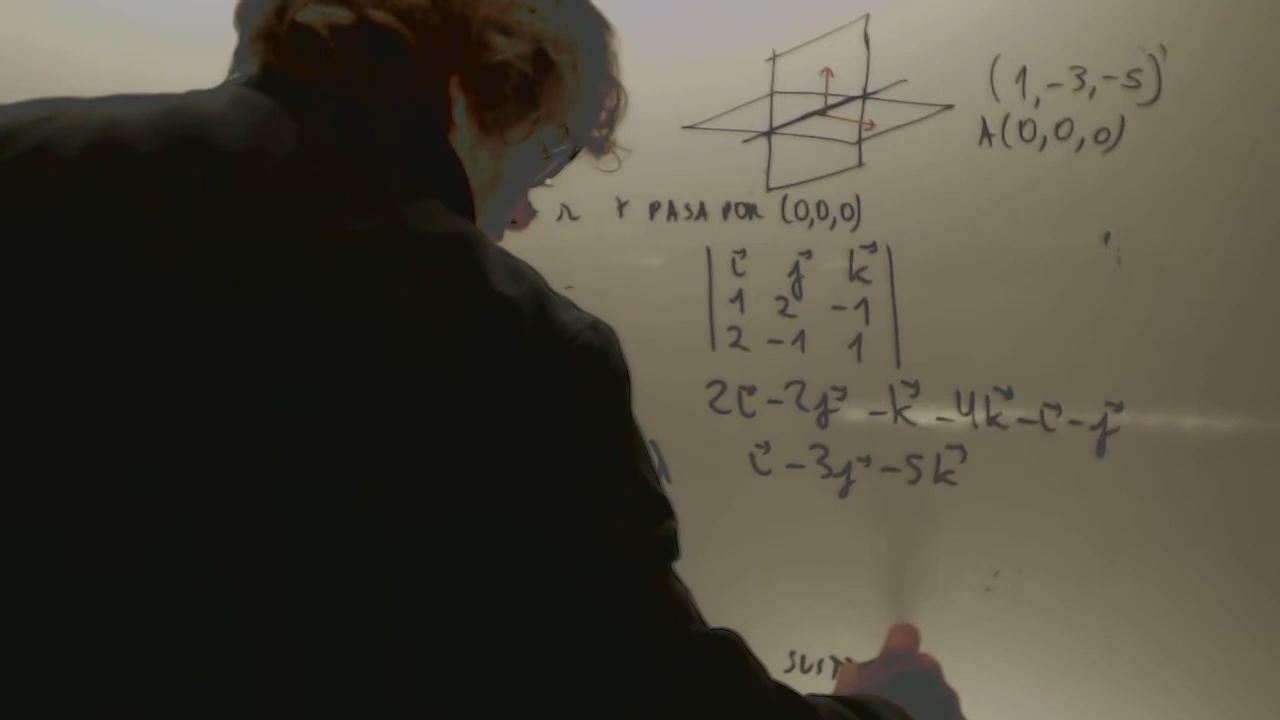 (1,-3,-5)
A(0,0,0)
r Y PASA POR (0,0,0)
| i⃗ j⃗ k⃗ |
| 1 2 -1 |
| 2 -1 1 |
2i⃗ -2j⃗ -k⃗ -4k⃗ -i⃗ -j⃗
λ i⃗ -3j⃗ -5k⃗